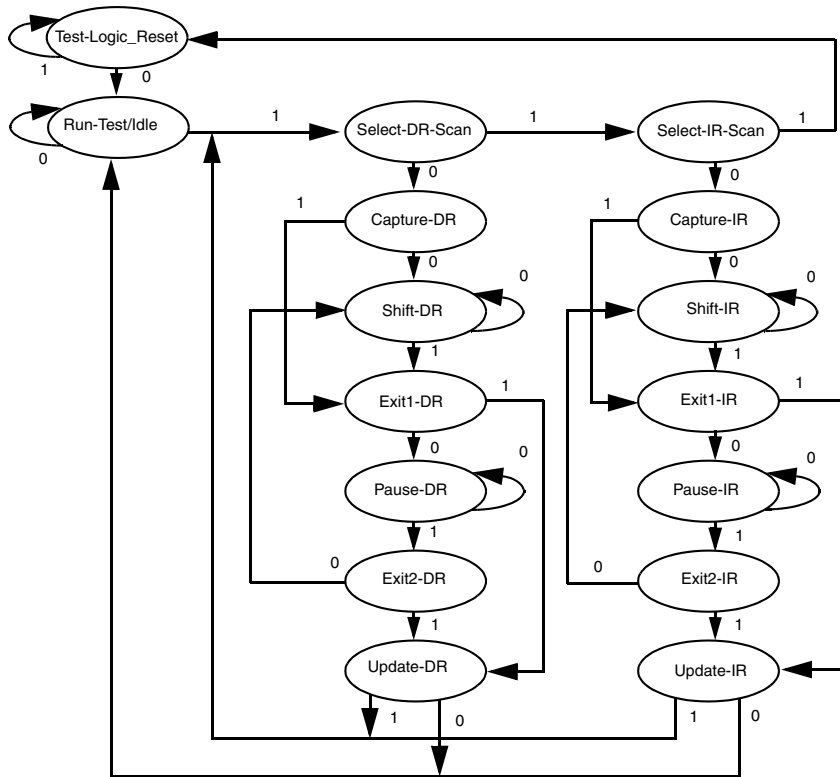 Test-Logic_Reset
1
0
Run-Test/Idle
0
1
Select-DR-Scan
1
Select-IR-Scan
1
0
0
1
Capture-DR
1
Capture-IR
0
0
0
0
Shift-DR
Shift-IR
1
1
Exit1-DR
1
Exit1-IR
1
0
0
0
0
Pause-DR
Pause-IR
1
1
0
Exit2-DR
0
Exit2-IR
1
1
Update-DR
Update-IR
1
0
1
0